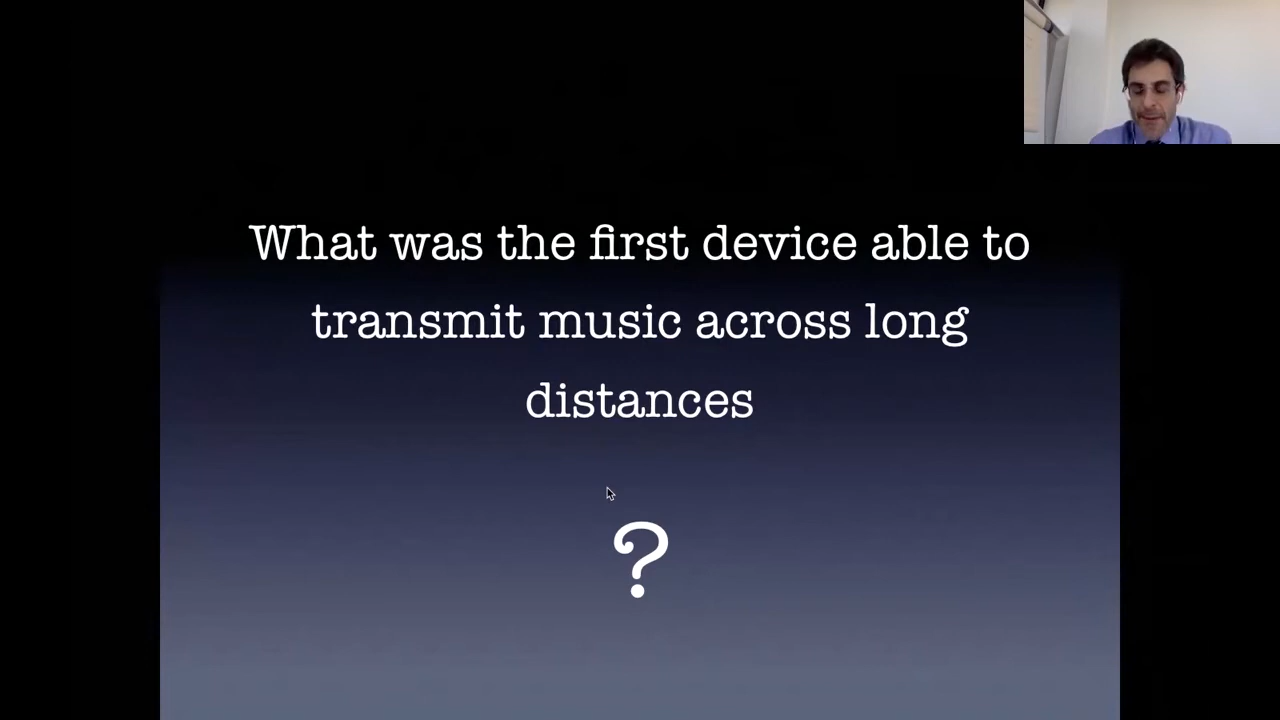 What was the first device able to
transmit music across long
distances
?